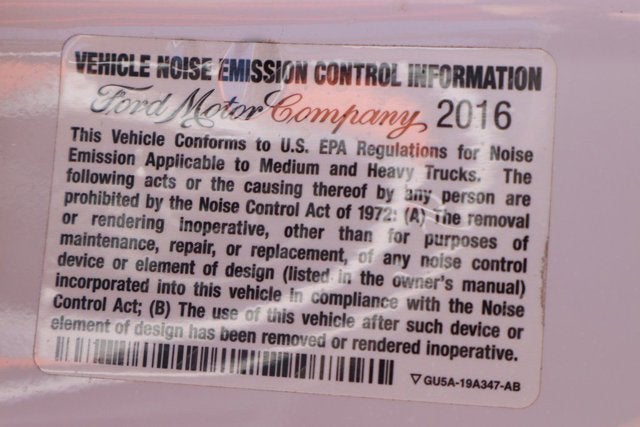 VEHICLE NOISE EMISSION CONTROL INFORMATION
Ford Motor Company 2016
This Vehicle Conforms to U.S. EPA Regulations for Noise
Emission Applicable to Medium and Heavy Trucks. The
following acts or the causing thereof by any person are
prohibited by the Noise Control Act of 1972: (A) The removal
or rendering inoperative, other than for purposes of
maintenance, repair, or replacement, of any noise control
device or element of design (listed in the owner's manual)
incorporated into this vehicle in compliance with the Noise
Control Act; (B) The use of this vehicle after such device or
element of design has been removed or rendered inoperative.
▽ GU5A-19A347-AB